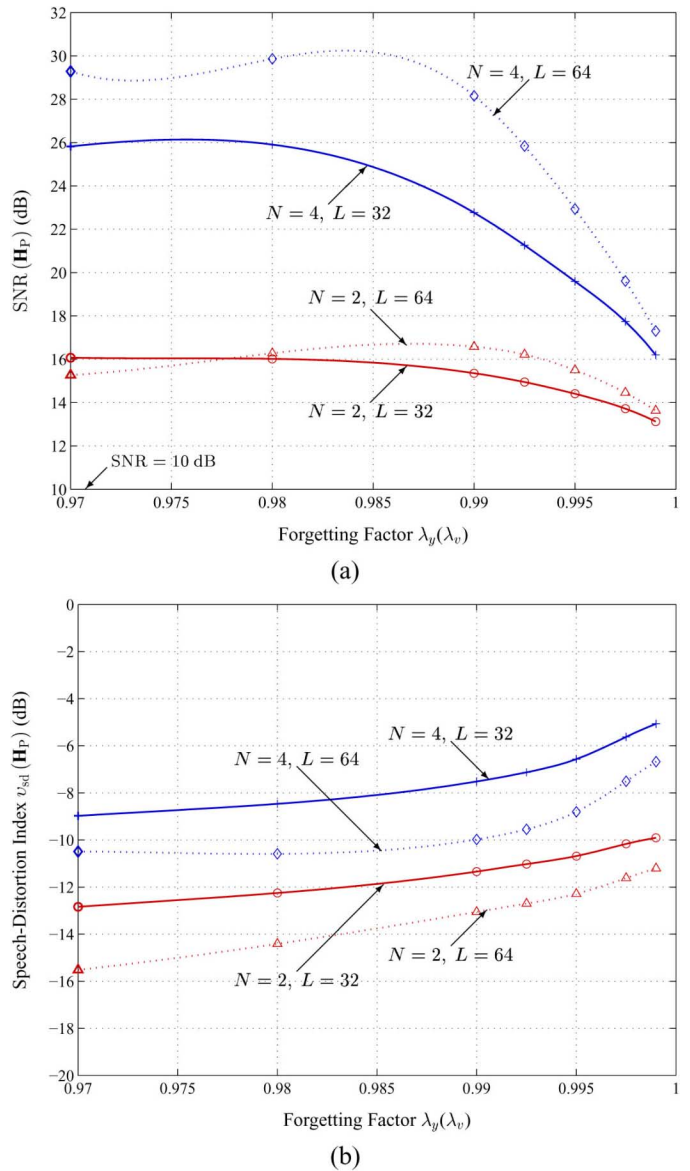 32
30
28
26
24
22
20
18
16
14
12
10
SNR (H_P) (dB)
N = 4, L = 64
N = 4, L = 32
N = 2, L = 64
N = 2, L = 32
SNR = 10 dB
0.97 0.975 0.98 0.985 0.99 0.995 1
Forgetting Factor λ_y(λ_v)
(a)
0
−2
−4
−6
−8
−10
−12
−14
−16
−18
−20
Speech-Distortion Index υ_sd (H_P) (dB)
N = 4, L = 32
N = 4, L = 64
N = 2, L = 64
N = 2, L = 32
0.97 0.975 0.98 0.985 0.99 0.995 1
Forgetting Factor λ_y(λ_v)
(b)